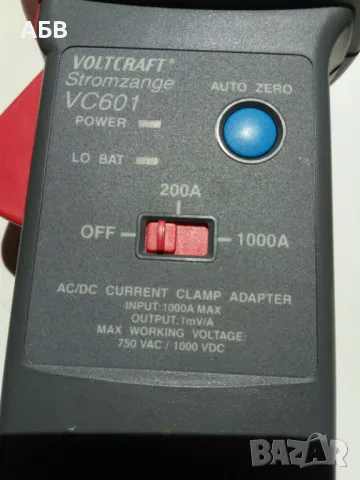 АБВ
VOLTCRAFT®
Stromzange
VC601
AUTO ZERO
POWER
LO BAT
200A
OFF
1000A
AC/DC CURRENT CLAMP ADAPTER
INPUT:1000A MAX
OUTPUT:1mV/A
MAX WORKING VOLTAGE:
750 VAC / 1000 VDC
BAZAR